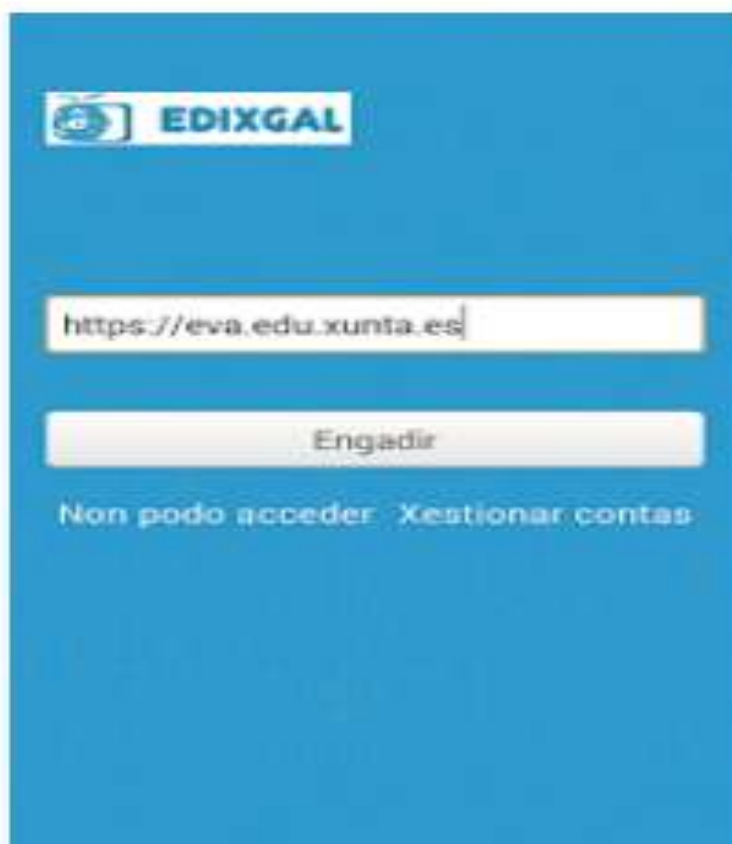 EDIXGAL
https://eva.edu.xunta.es
Engadir
Non podo acceder Xestionar contas